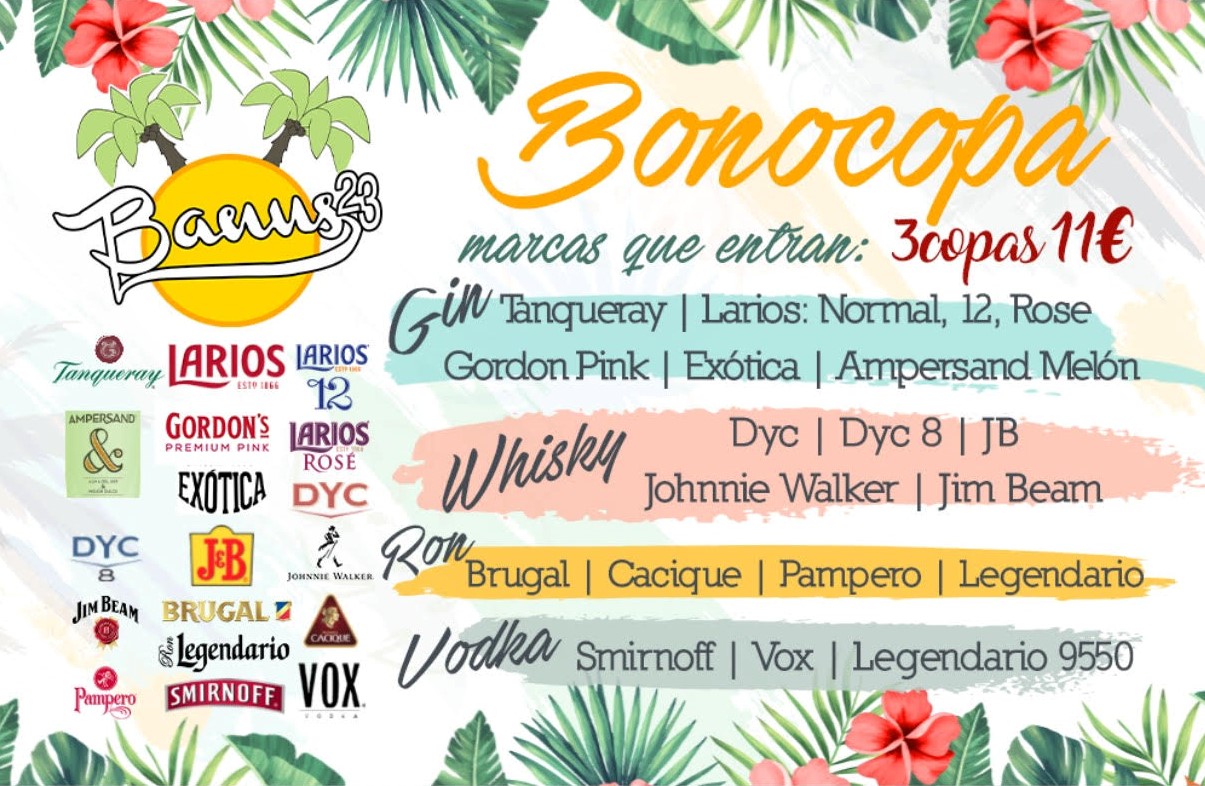 Bonocopa
Banus 23
marcas que entran: 3copas 11€
Gin Tanqueray | Larios: Normal, 12, Rose
Gordon Pink | Exótica | Ampersand Melón
Whisky Dyc | Dyc 8 | JB
Johnnie Walker | Jim Beam
Ron Brugal | Cacique | Pampero | Legendario
Vodka Smirnoff | Vox | Legendario 9550
Tanqueray
LARIOS
ESTD 1866
LARIOS
12
AMPERSAND
&
GORDON'S
PREMIUM PINK
LARIOS
ROSÉ
EXÓTICA
DYC
DYC
8
J&B
JOHNNIE WALKER
JIM BEAM
BRUGAL
CACIQUE
Ron Legendario
Pampero
SMIRNOFF
VOX
VODKA